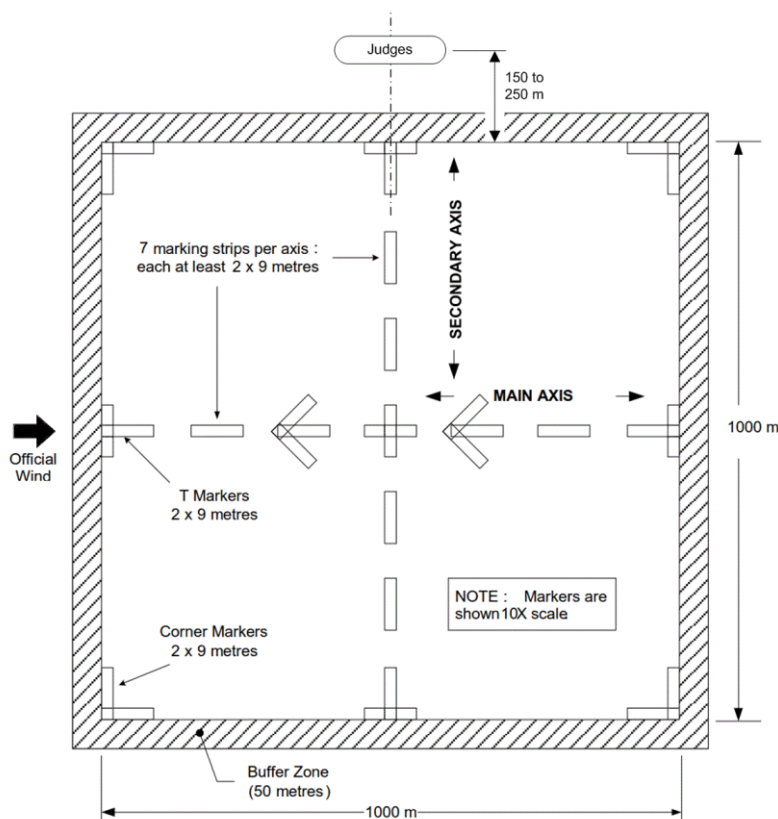 Judges
150 to
250 m
7 marking strips per axis :
each at least 2 x 9 metres
SECONDARY AXIS
MAIN AXIS
1000 m
Official
Wind
T Markers
2 x 9 metres
NOTE : Markers are
shown 10X scale
Corner Markers
2 x 9 metres
Buffer Zone
(50 metres)
1000 m